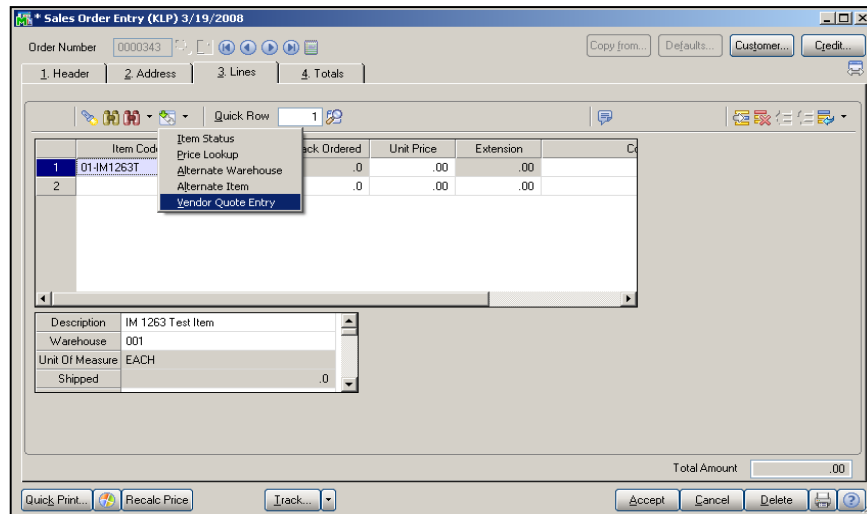 * Sales Order Entry (KLP) 3/19/2008
Order Number 0000343 Copy from... Defaults... Customer... Credit...
1. Header 2. Address 3. Lines 4. Totals
Quick Row 1
Item Status
Price Lookup
Alternate Warehouse
Alternate Item
Vendor Quote Entry
Item Cod ack Ordered Unit Price Extension Co
1 01-IM1263T .0 .00 .00
2 .0 .00 .00
Description IM 1263 Test Item
Warehouse 001
Unit Of Measure EACH
Shipped .0
Total Amount .00
Quick Print... Recalc Price Track... Accept Cancel Delete